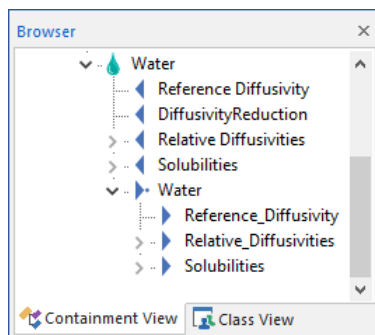 Browser
Water
Reference Diffusivity
DiffusivityReduction
Relative Diffusivities
Solubilities
Water
Reference_Diffusivity
Relative_Diffusivities
Solubilities
Containment View Class View